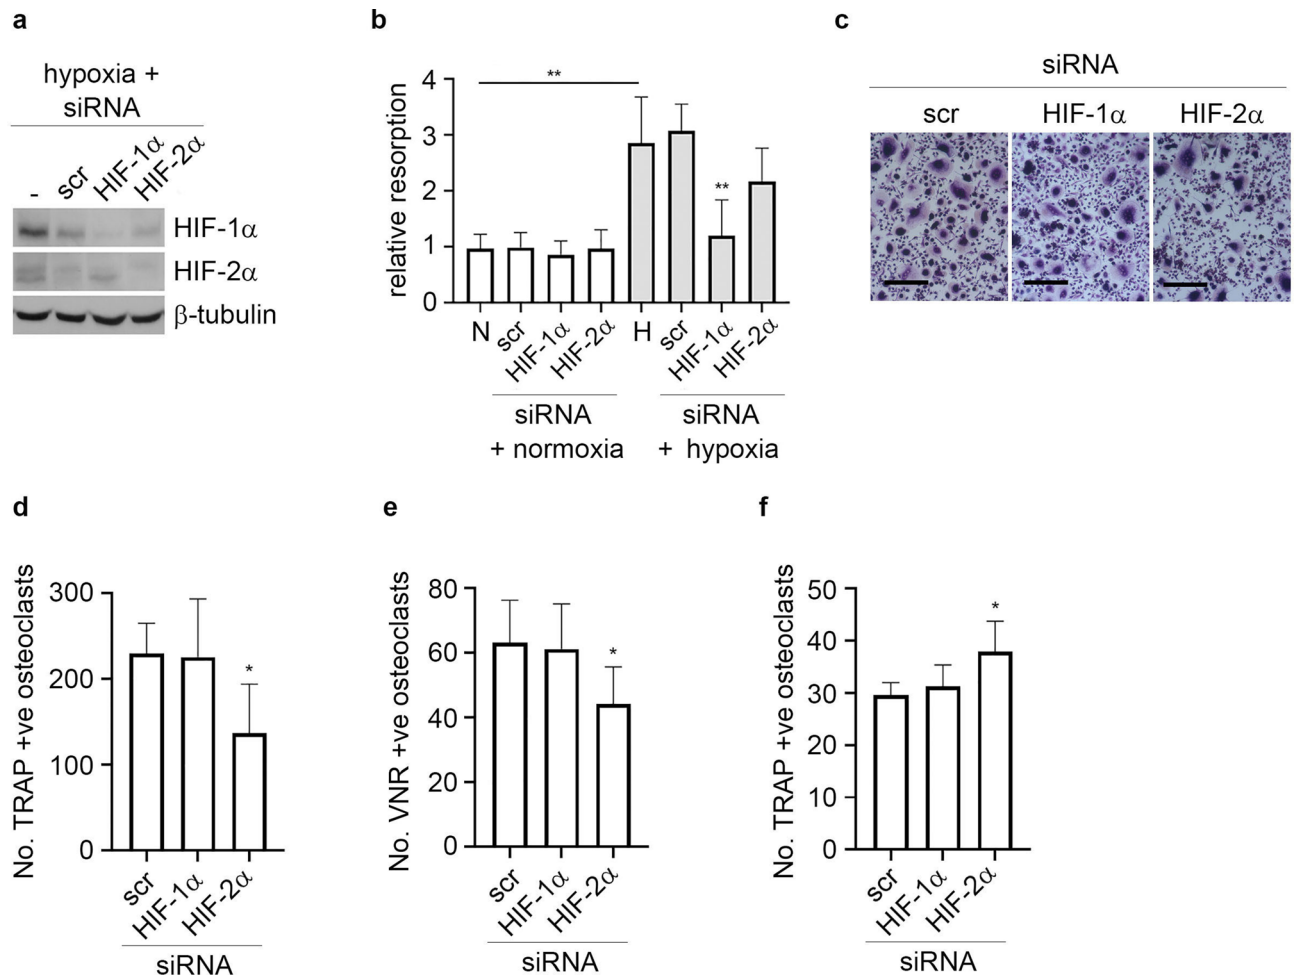 a
hypoxia +
siRNA
-
scr
HIF-1α
HIF-2α
HIF-1α
HIF-2α
β-tubulin
b
relative resorption
4
3
2
1
0
**
**
N
scr
HIF-1α
HIF-2α
H
scr
HIF-1α
HIF-2α
siRNA
+ normoxia
siRNA
+ hypoxia
c
siRNA
scr
HIF-1α
HIF-2α
d
No. TRAP +ve osteoclasts
300
200
100
0
*
scr
HIF-1α
HIF-2α
siRNA
e
No. VNR +ve osteoclasts
80
60
40
20
0
*
scr
HIF-1α
HIF-2α
siRNA
f
No. TRAP +ve osteoclasts
50
40
30
20
10
0
*
scr
HIF-1α
HIF-2α
siRNA